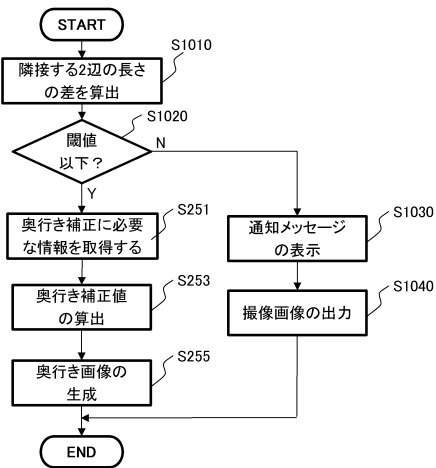 START
S1010
隣接する2辺の長さ
の差を算出
S1020
閾値
以下？
N
Y
S251
奥行き補正に必要
な情報を取得する
S1030
通知メッセージ
の表示
S253
奥行き補正値
の算出
S1040
撮像画像の出力
S255
奥行き画像の
生成
END